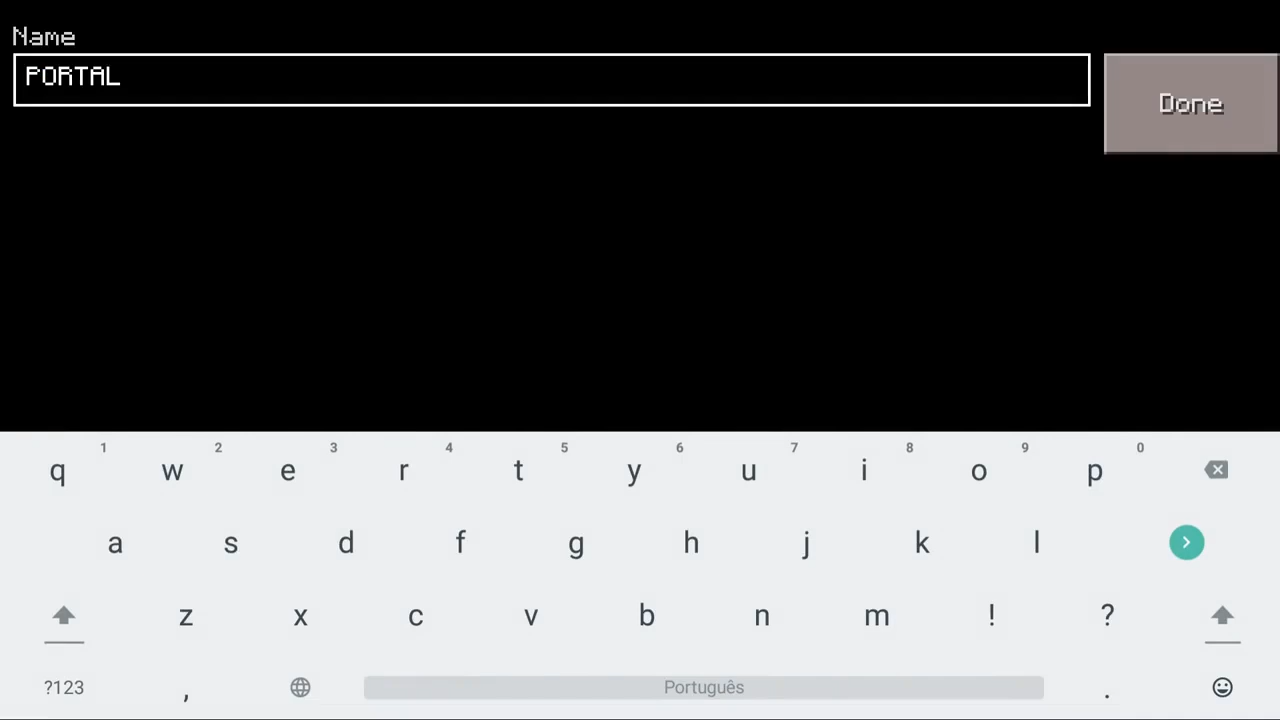 Name
PORTAL
Done
1 2 3 4 5 6 7 8 9 0
q w e r t y u i o p
a s d f g h j k l
z x c v b n m ! ?
?123 , Português .